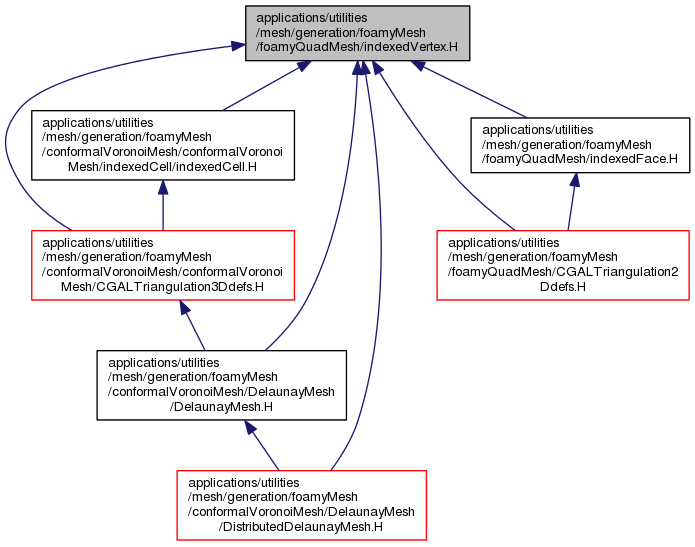 applications/utilities
/mesh/generation/foamyMesh
/foamyQuadMesh/indexedVertex.H
applications/utilities
/mesh/generation/foamyMesh
/conformalVoronoiMesh/conformalVoronoi
Mesh/indexedCell/indexedCell.H
applications/utilities
/mesh/generation/foamyMesh
/foamyQuadMesh/indexedFace.H
applications/utilities
/mesh/generation/foamyMesh
/conformalVoronoiMesh/conformalVoronoi
Mesh/CGALTriangulation3Ddefs.H
applications/utilities
/mesh/generation/foamyMesh
/foamyQuadMesh/CGALTriangulation2
Ddefs.H
applications/utilities
/mesh/generation/foamyMesh
/conformalVoronoiMesh/DelaunayMesh
/DelaunayMesh.H
applications/utilities
/mesh/generation/foamyMesh
/conformalVoronoiMesh/DelaunayMesh
/DistributedDelaunayMesh.H